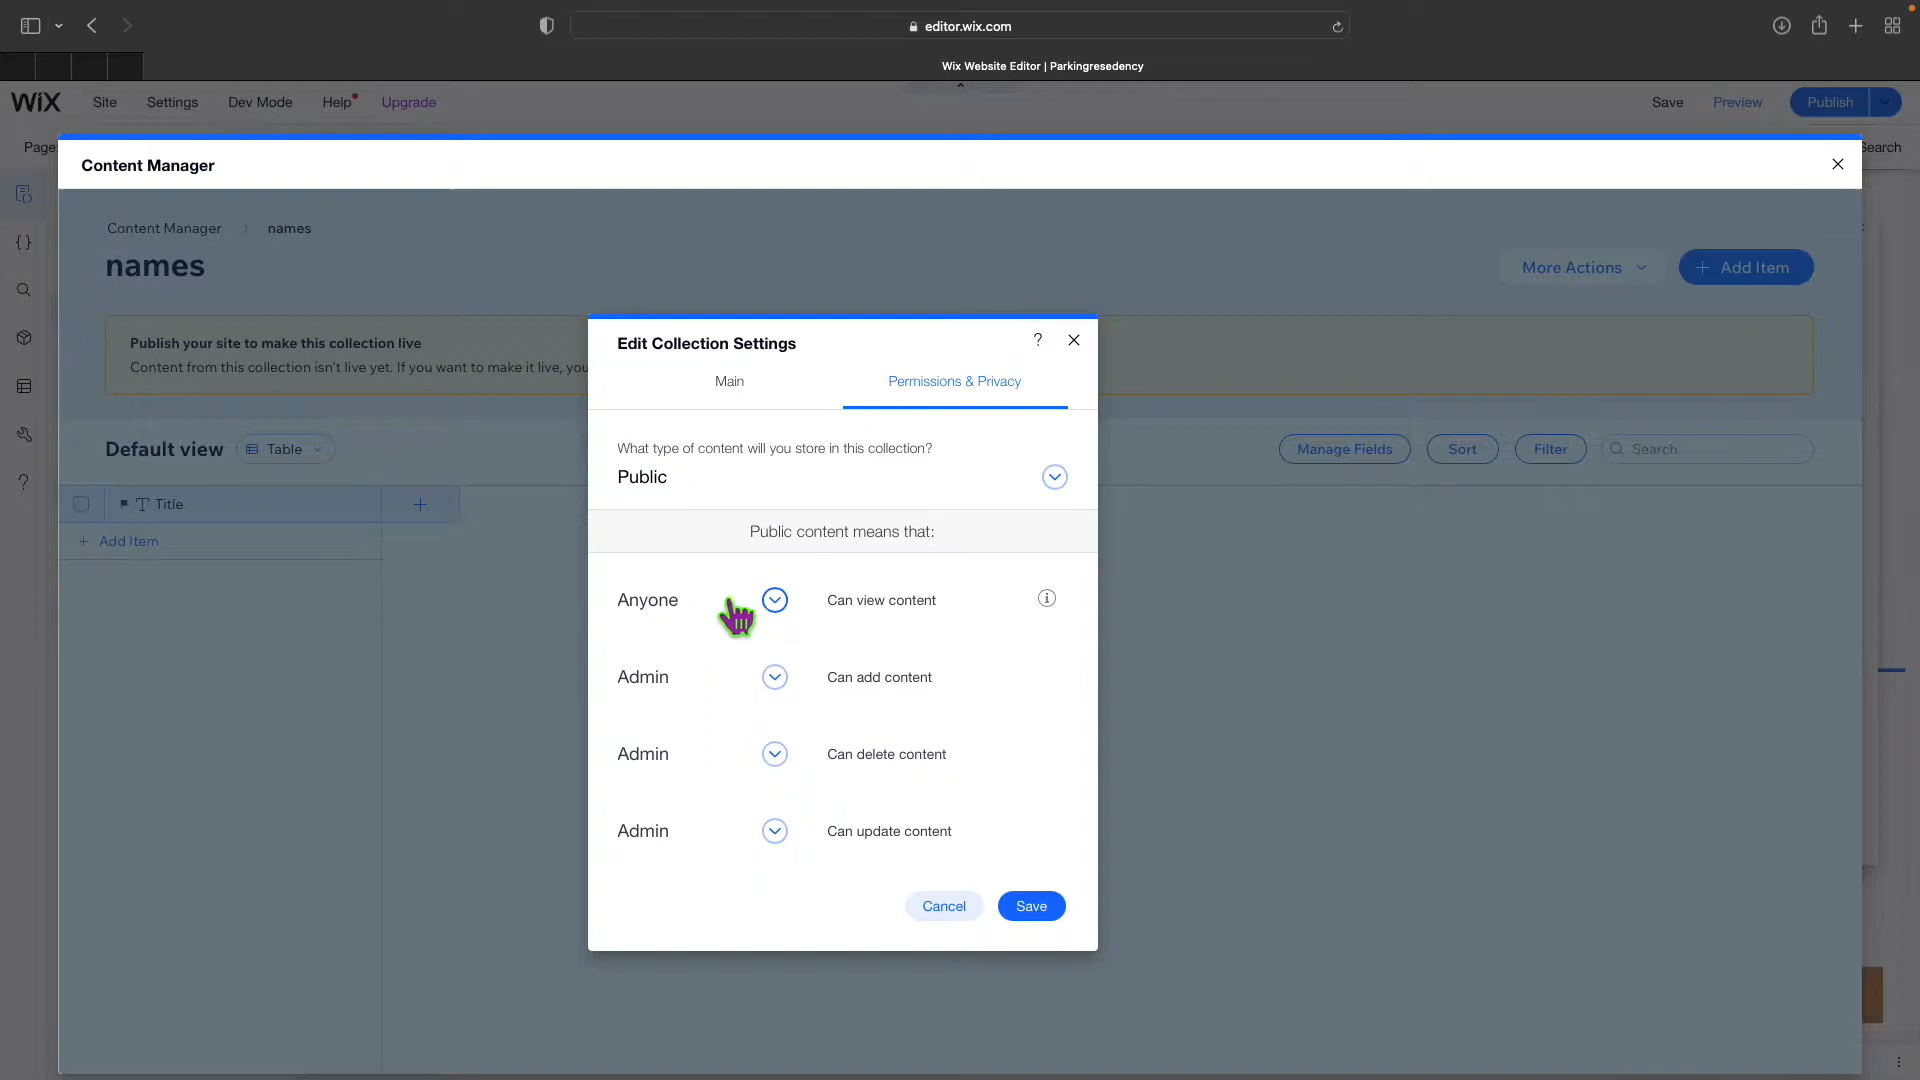 editor.wix.com
Wix Website Editor | Parkingresedency
WIX Site Settings Dev Mode Help Upgrade Save Preview Publish
Page Search
Content Manager
Content Manager names
names
More Actions
Add Item
Publish your site to make this collection live
Content from this collection isn't live yet. If you want to make it live, you
Default view
Table
Manage Fields
Sort
Filter
Search
Title
Add Item
Edit Collection Settings
?
Main
Permissions & Privacy
What type of content will you store in this collection?
Public
Public content means that:
Anyone Can view content
Admin Can add content
Admin Can delete content
Admin Can update content
Cancel
Save